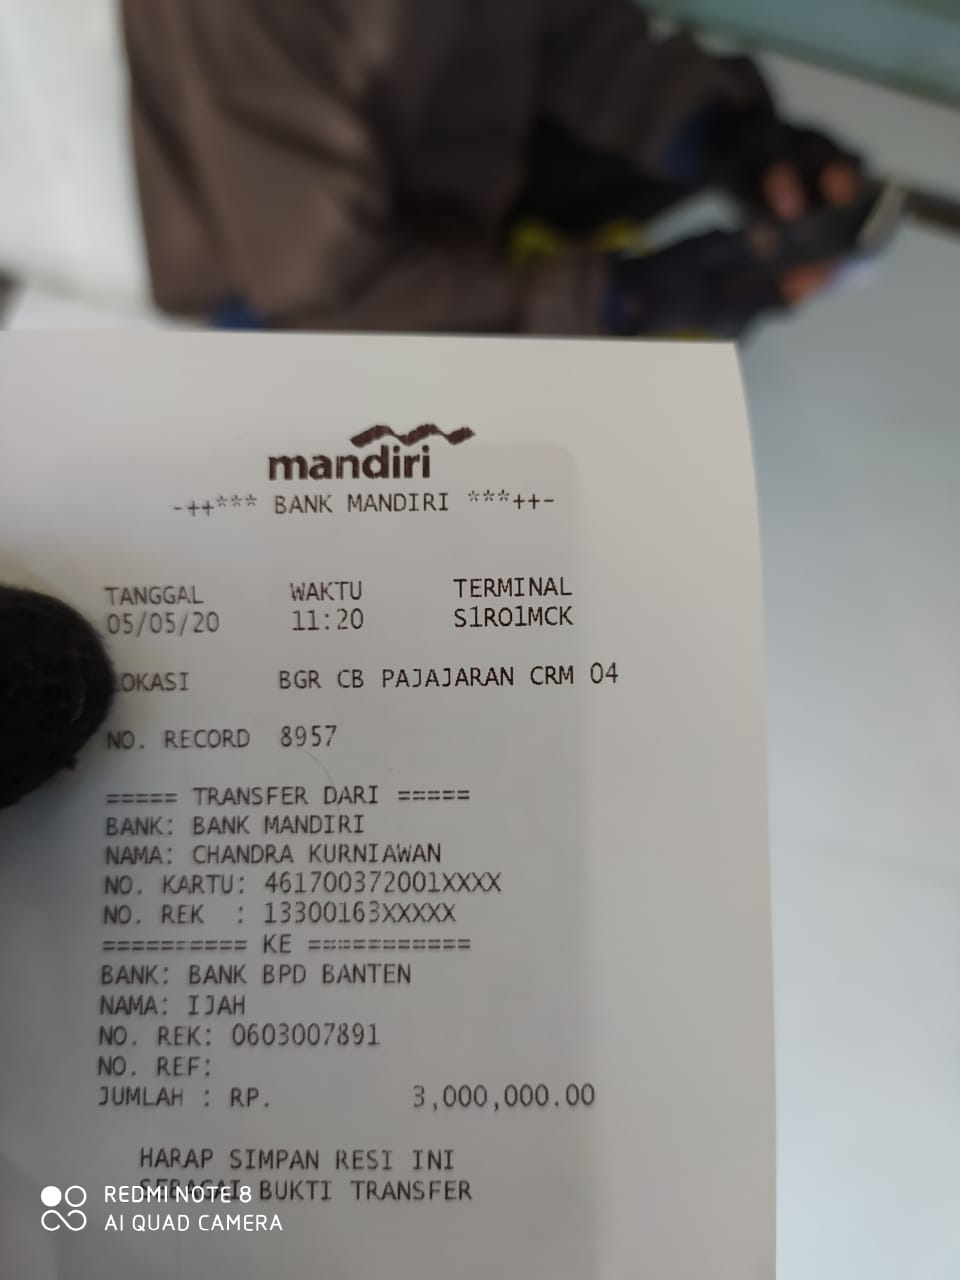 mandiri
-++*** BANK MANDIRI ***++-
TANGGAL WAKTU TERMINAL
05/05/20 11:20 S1RO1MCK
LOKASI BGR CB PAJAJARAN CRM 04
NO. RECORD 8957
===== TRANSFER DARI =====
BANK: BANK MANDIRI
NAMA: CHANDRA KURNIAWAN
NO. KARTU: 461700372001XXXX
NO. REK : 13300163XXXXX
========== KE ===========
BANK: BANK BPD BANTEN
NAMA: IJAH
NO. REK: 0603007891
NO. REF:
JUMLAH : RP. 3,000,000.00
HARAP SIMPAN RESI INI
SEBAGAI BUKTI TRANSFER
REDMI NOTE 8
AI QUAD CAMERA